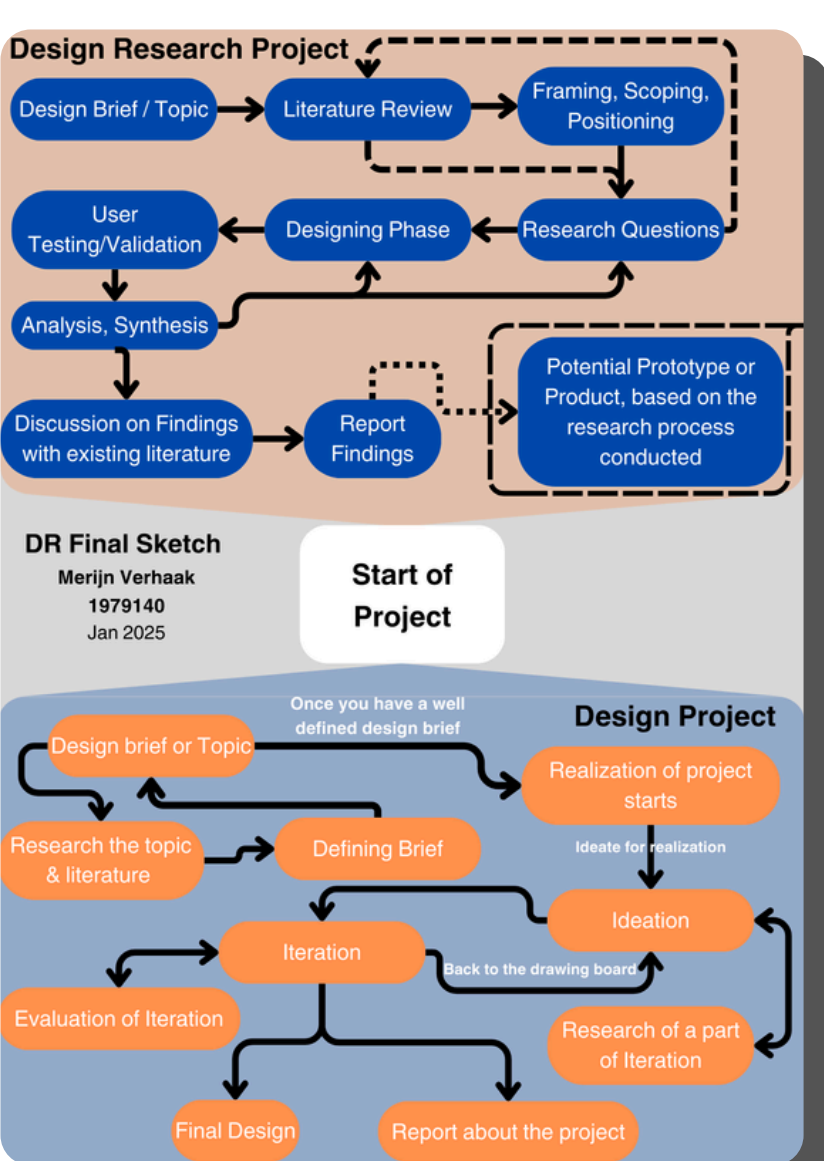 Design Research Project
Design Brief / Topic
Literature Review
Framing, Scoping,
Positioning
User
Testing/Validation
Designing Phase
Research Questions
Analysis, Synthesis
Potential Prototype or
Product, based on the
research process
conducted
Discussion on Findings
with existing literature
Report
Findings
DR Final Sketch
Merijn Verhaak
1979140
Jan 2025
Start of
Project
Once you have a well
defined design brief
Design Project
Design brief or Topic
Realization of project
starts
Research the topic
& literature
Defining Brief
Ideate for realization
Ideation
Iteration
Back to the drawing board
Evaluation of Iteration
Research of a part
of Iteration
Final Design
Report about the project